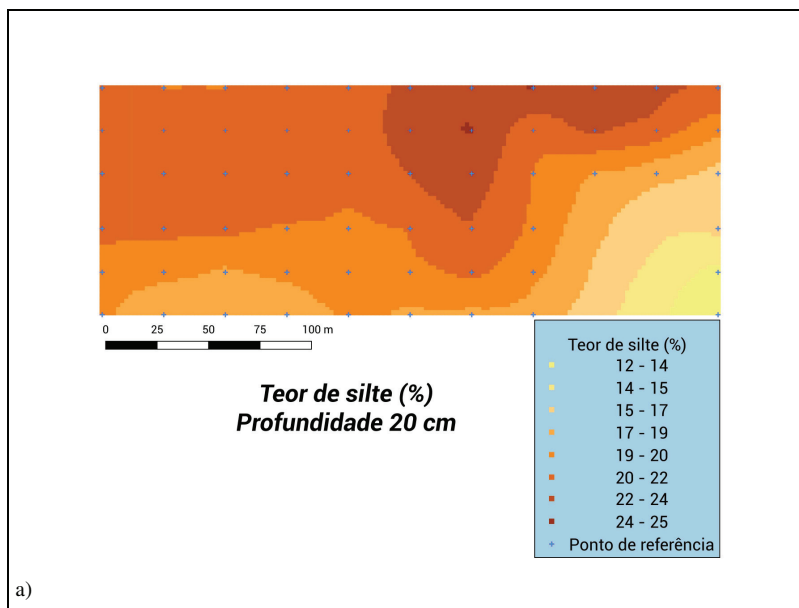 0 25 50 75 100 m
Teor de silte (%)
Profundidade 20 cm
Teor de silte (%)
12 - 14
14 - 15
15 - 17
17 - 19
19 - 20
20 - 22
22 - 24
24 - 25
Ponto de referência
a)